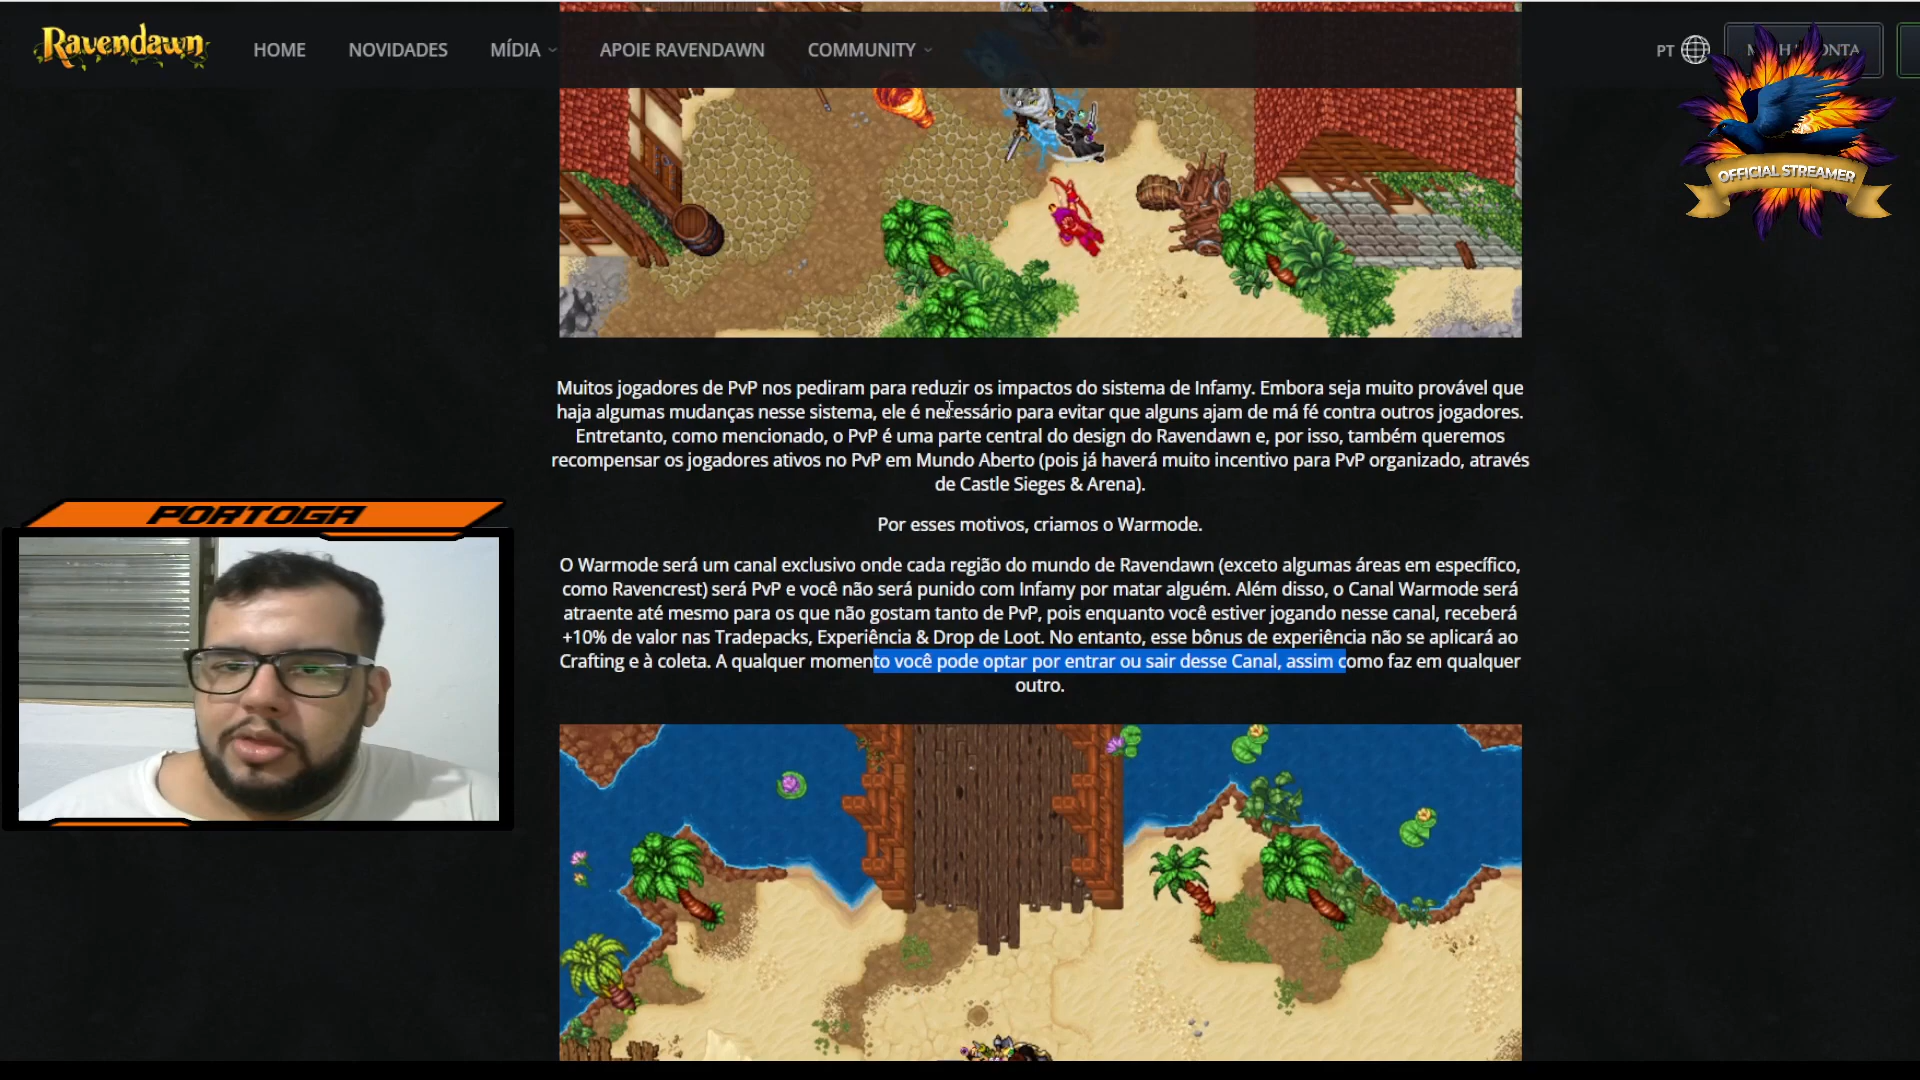 Ravendawn
HOME
NOVIDADES
MÍDIA
APOIE RAVENDAWN
COMMUNITY
PT
OFFICIAL STREAMER
Muitos jogadores de PvP nos pediram para reduzir os impactos do sistema de Infamy. Embora seja muito provável que
haja algumas mudanças nesse sistema, ele é necessário para evitar que alguns ajam de má fé contra outros jogadores.
Entretanto, como mencionado, o PvP é uma parte central do design do Ravendawn e, por isso, também queremos
recompensar os jogadores ativos no PvP em Mundo Aberto (pois já haverá muito incentivo para PvP organizado, através
de Castle Sieges & Arena).
PORTOGA
Por esses motivos, criamos o Warmode.
O Warmode será um canal exclusivo onde cada região do mundo de Ravendawn (exceto algumas áreas em específico,
como Ravencrest) será PvP e você não será punido com Infamy por matar alguém. Além disso, o Canal Warmode será
atraente até mesmo para os que não gostam tanto de PvP, pois enquanto você estiver jogando nesse canal, receberá
+10% de valor nas Tradepacks, Experiência & Drop de Loot. No entanto, esse bônus de experiência não se aplicará ao
Crafting e à coleta. A qualquer momento você pode optar por entrar ou sair desse Canal, assim como faz em qualquer
outro.